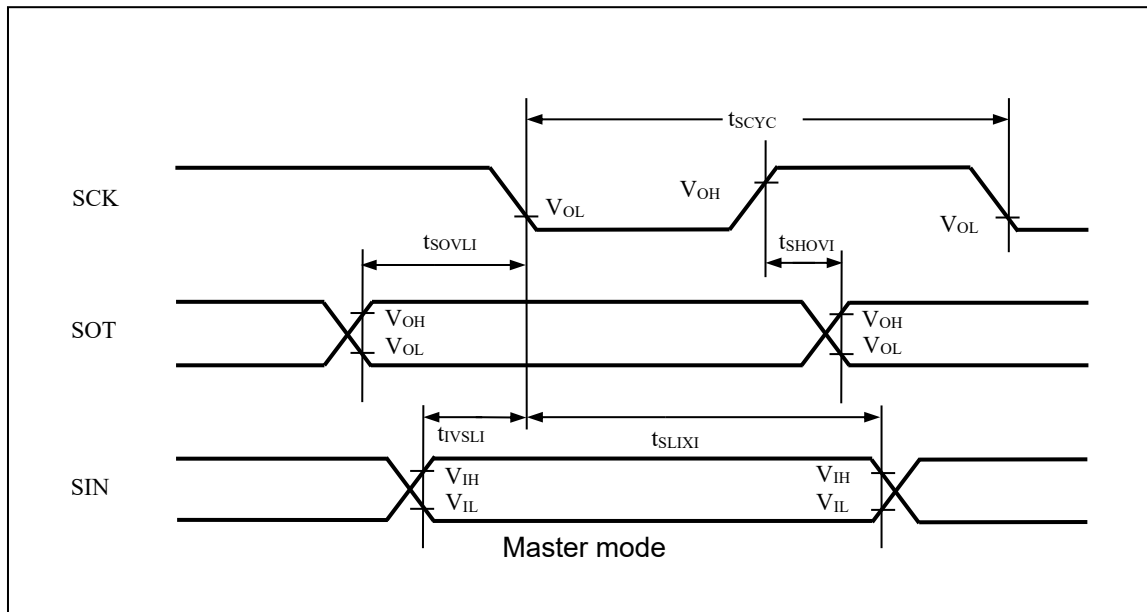 tSCYC
SCK
VOH
VOL
VOL
tSOVLI
tSHOVI
SOT
VOH
VOL
VOH
VOL
tIVSLI
tSLIXI
SIN
VIH
VIL
VIH
VIL
Master mode